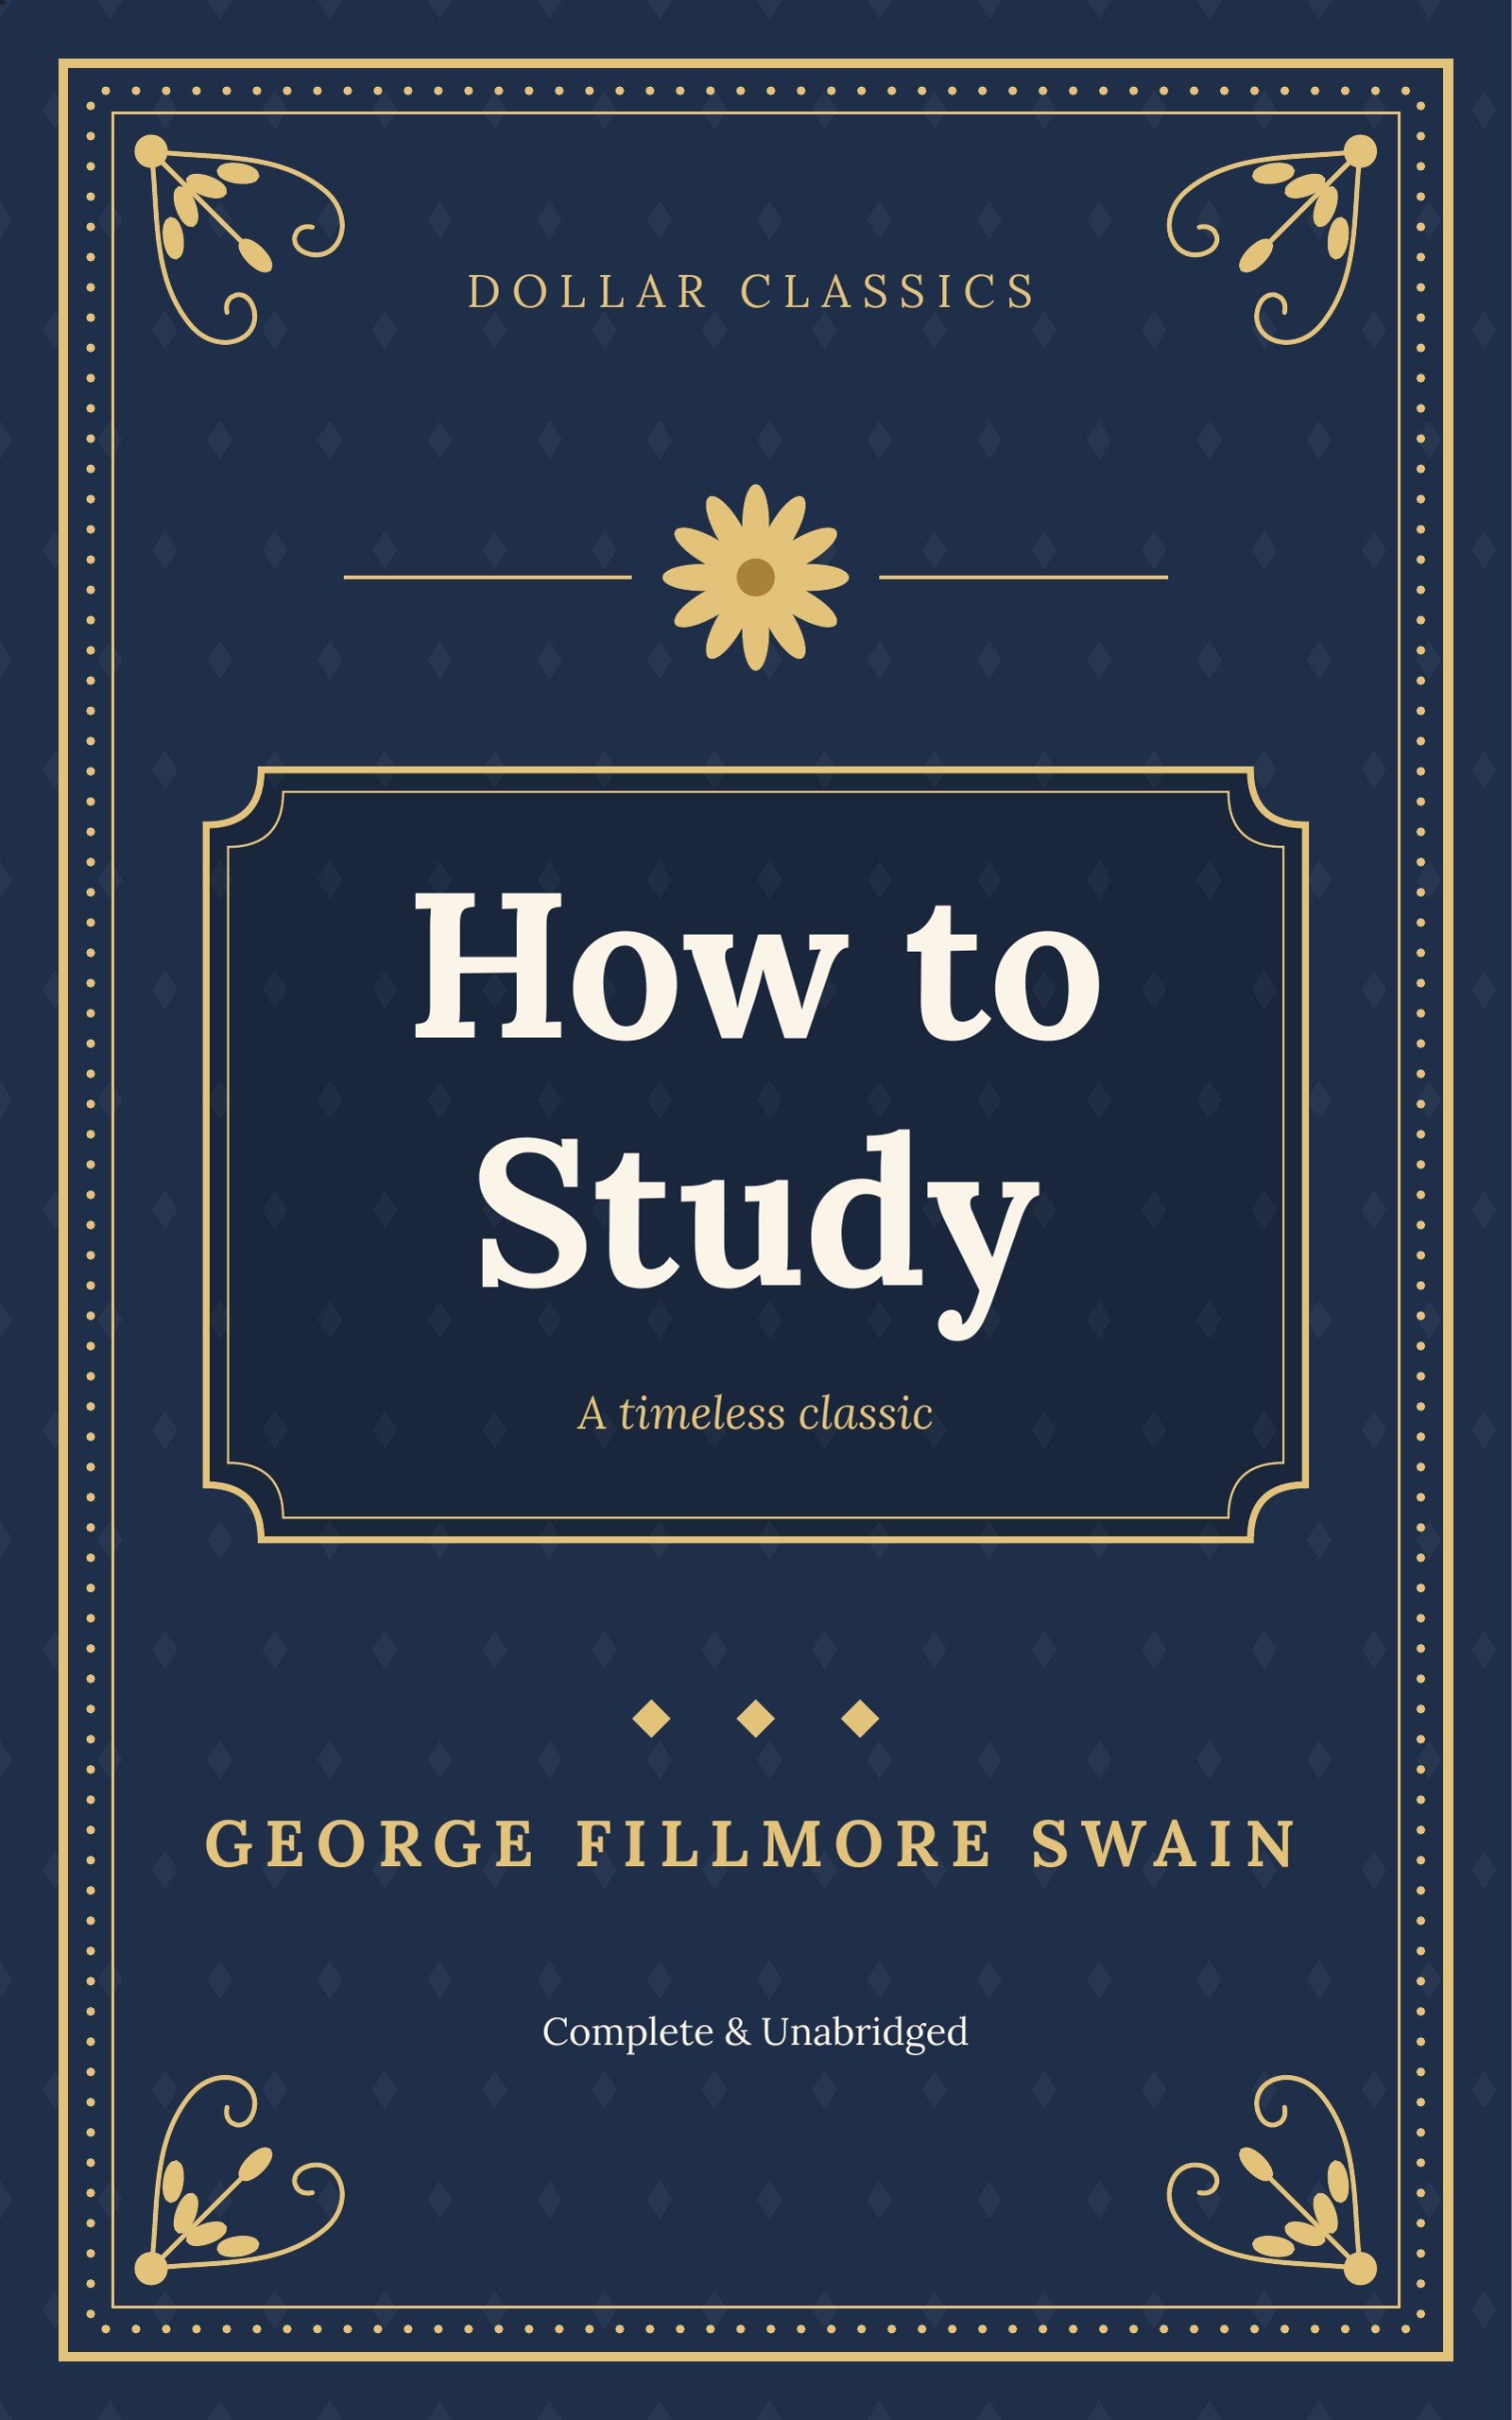 DOLLAR CLASSICS
How to
Study
A timeless classic
GEORGE FILLMORE SWAIN
Complete & Unabridged